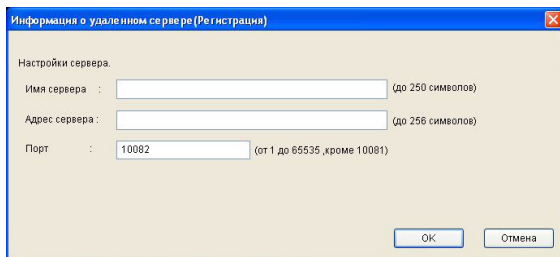 Информация о удаленном сервере(Регистрация)
Настройки сервера.
Имя сервера : (до 250 символов)
Адрес сервера : (до 256 символов)
Порт : 10082 (от 1 до 65535 ,кроме 10081)
OK Отмена